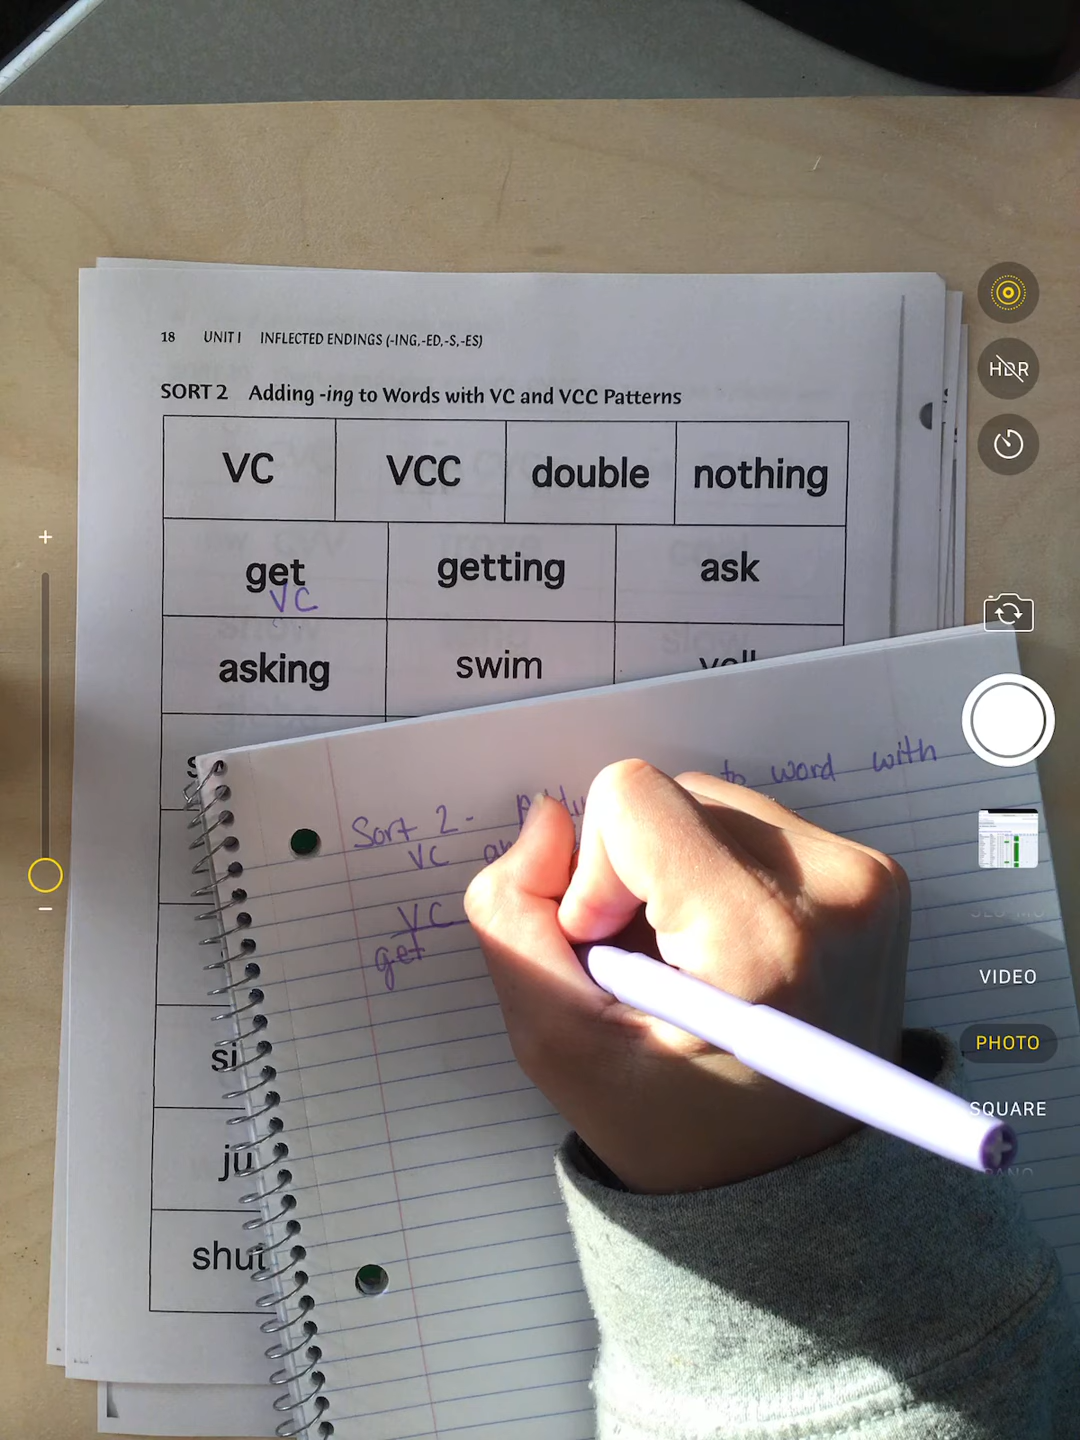 18 UNIT I INFLECTED ENDINGS (-ING,-ED,-S,-ES)
SORT 2 Adding -ing to Words with VC and VCC Patterns
VC VCC double nothing
get getting ask
VC
asking swim
Sort 2- to word with
VC
VC
get
si
ju
shut
HDR
VIDEO
PHOTO
SQUARE